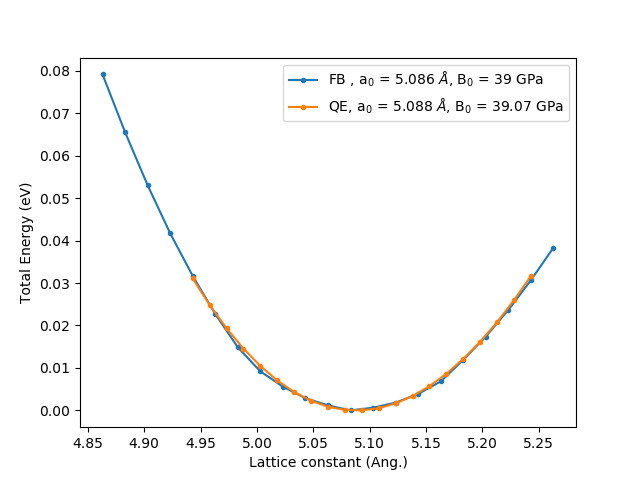 FB , a₀ = 5.086 Å, B₀ = 39 GPa
QE, a₀ = 5.088 Å, B₀ = 39.07 GPa
Total Energy (eV)
0.08
0.07
0.06
0.05
0.04
0.03
0.02
0.01
0.00
4.85 4.90 4.95 5.00 5.05 5.10 5.15 5.20 5.25
Lattice constant (Ang.)